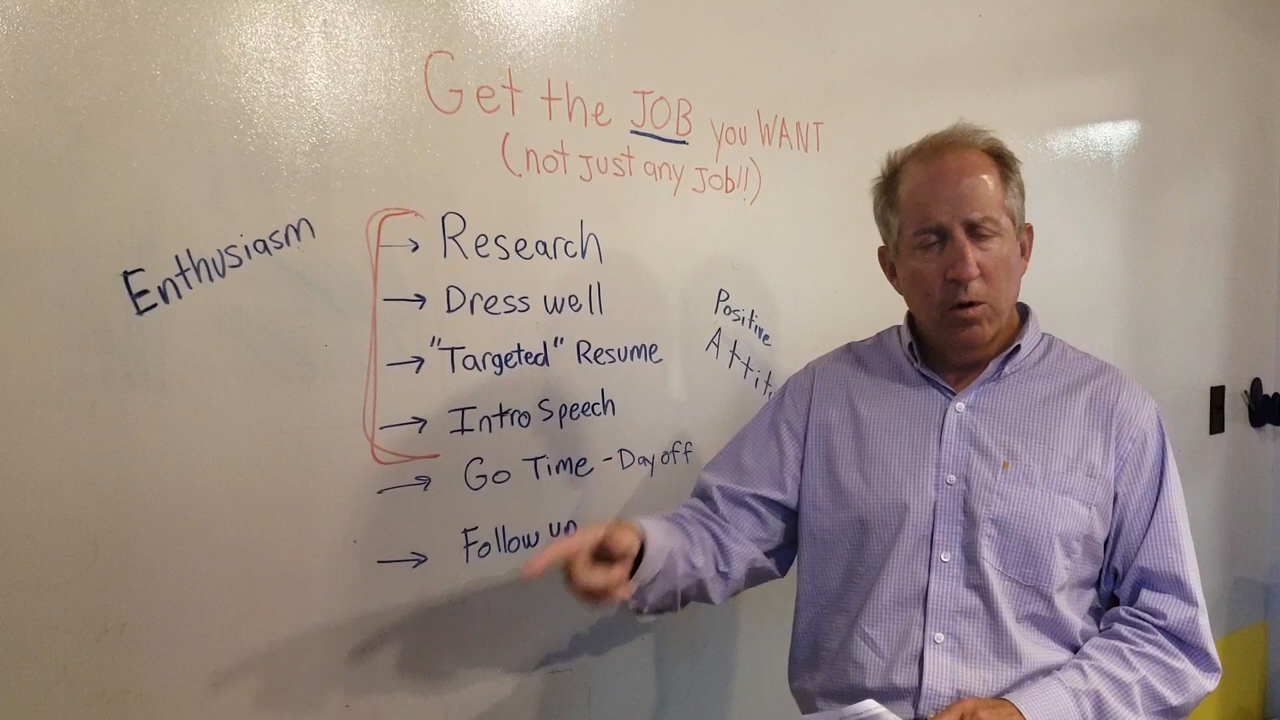 Get the JOB you WANT
(not just any Job!!)
Enthusiasm
→ Research
→ Dress well
→ "Targeted" Resume
→ Intro Speech
→ Go Time - Day off
→ Follow up
Positive